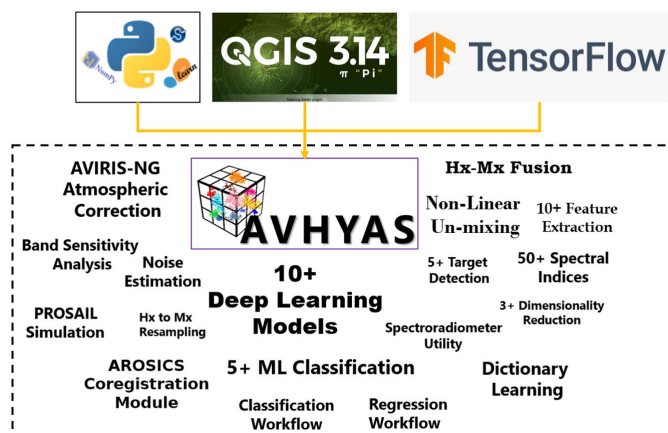 NumPy
learn
QGIS 3.14
π "Pi"
TensorFlow
AVIRIS-NG
Atmospheric
Correction
AVHYAS
Hx-Mx Fusion
Non-Linear
Un-mixing
10+ Feature
Extraction
Band Sensitivity
Analysis
Noise
Estimation
10+
Deep Learning
Models
5+ Target
Detection
50+ Spectral
Indices
PROSAIL
Simulation
Hx to Mx
Resampling
3+ Dimensionality
Reduction
Spectroradiometer
Utility
AROSICS
Coregistration
Module
5+ ML Classification
Dictionary
Learning
Classification
Workflow
Regression
Workflow